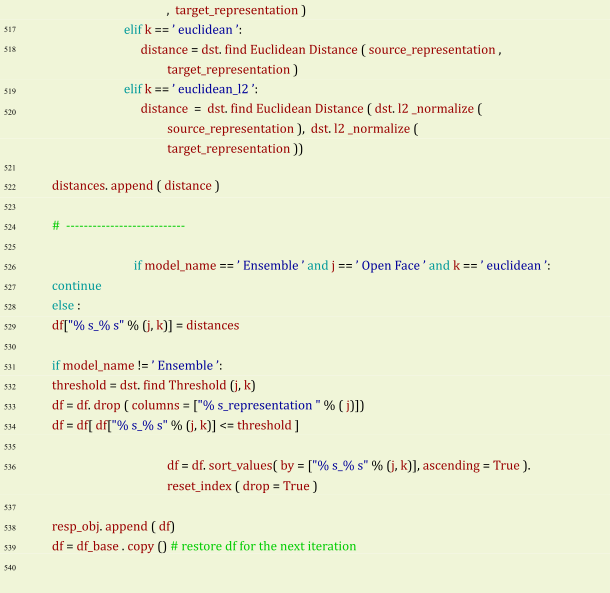 , target_representation )
517 elif k == ’ euclidean ’:
518 distance = dst. find Euclidean Distance ( source_representation ,
target_representation )
519 elif k == ’ euclidean_l2 ’:
520 distance = dst. find Euclidean Distance ( dst. l2 _normalize (
source_representation ), dst. l2 _normalize (
target_representation ))
521
522 distances. append ( distance )
523
524 # ---------------------------
525
526 if model_name == ’ Ensemble ’ and j == ’ Open Face ’ and k == ’ euclidean ’:
527 continue
528 else :
529 df["% s_% s" % (j, k)] = distances
530
531 if model_name != ’ Ensemble ’:
532 threshold = dst. find Threshold (j, k)
533 df = df. drop ( columns = ["% s_representation " % ( j)])
534 df = df[ df["% s_% s" % (j, k)] <= threshold ]
535
536 df = df. sort_values( by = ["% s_% s" % (j, k)], ascending = True ).
reset_index ( drop = True )
537
538 resp_obj. append ( df)
539 df = df_base . copy () # restore df for the next iteration
540